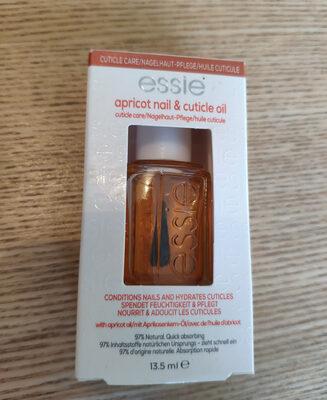 CUTICLE CARE/NAGELHAUT-PFLEGE/HUILE CUTICULE
essie
apricot nail & cuticle oil
cuticle care/Nagelhaut-Pflege/huile cuticule
essie
CONDITIONS NAILS AND HYDRATES CUTICLES
SPENDET FEUCHTIGKEIT & PFLEGT
NOURRIT & ADOUCIT LES CUTICULES
with apricot oil/mit Aprikosenkern-Öl/avec de l'huile d'abricot
97% Natural. Quick absorbing
97% Inhaltsstoffe natürlichen Ursprungs - zieht schnell ein
97% d'origine naturelle. Absorption rapide
13.5 ml e